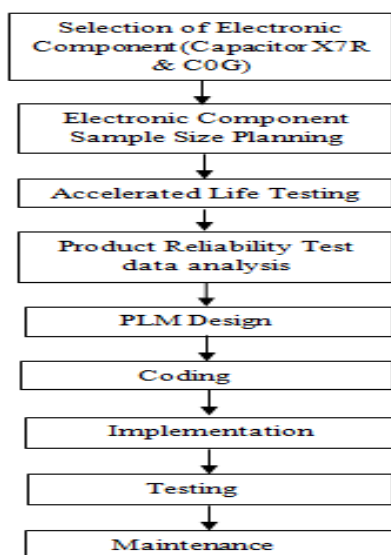 Selection of Electronic
Component(Capacitor X7R
& C0G)
Electronic Component
Sample Size Planning
Accelerated Life Testing
Product Reliability Test
data analysis
PLM Design
Coding
Implementation
Testing
Maintenance